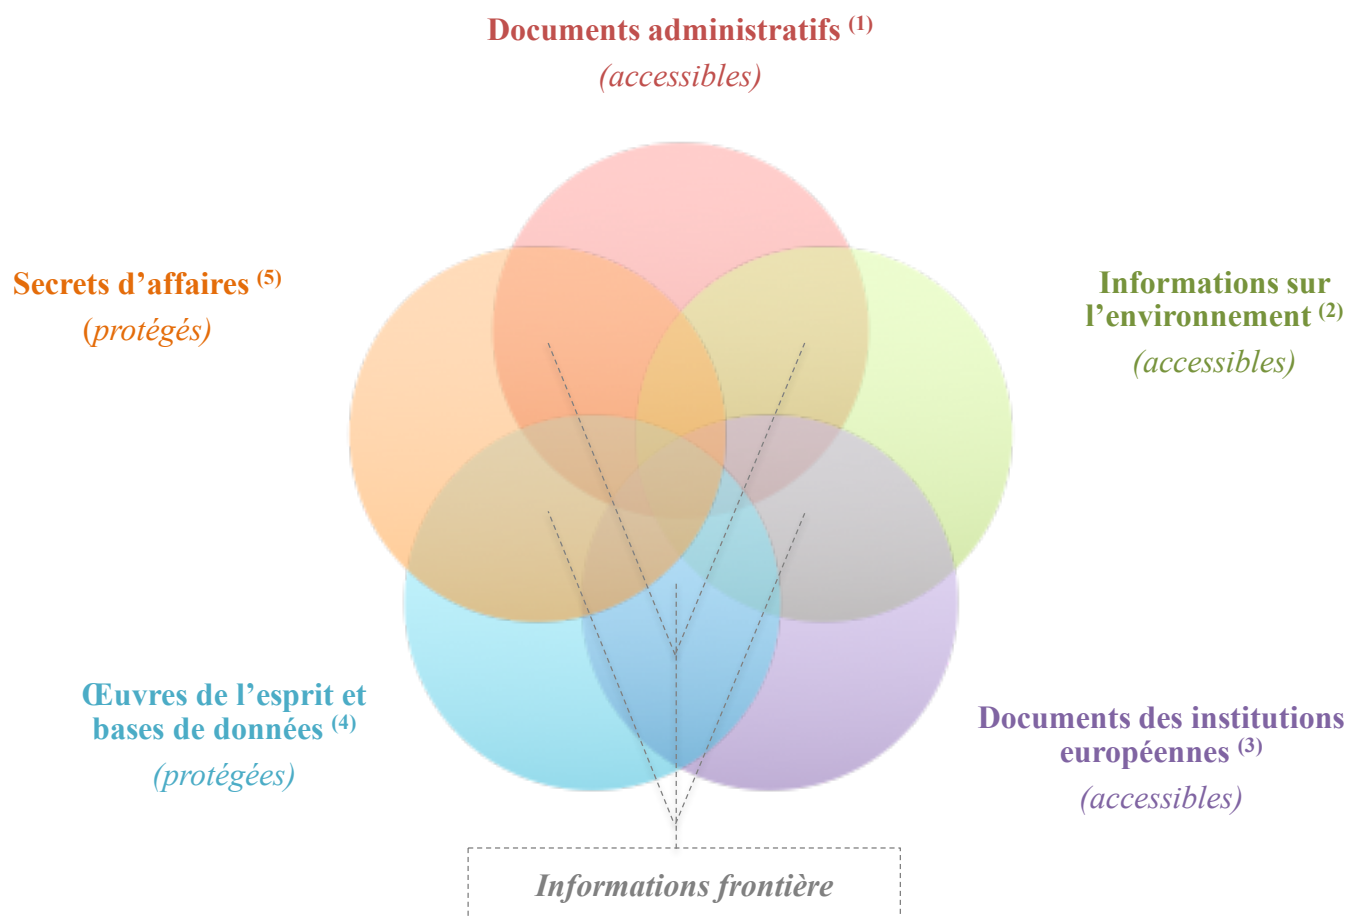 Documents administratifs (1)
(accessibles)
Secrets d’affaires (5)
(protégés)
Informations sur
l’environnement (2)
(accessibles)
Œuvres de l’esprit et
bases de données (4)
(protégées)
Documents des institutions
européennes (3)
(accessibles)
Informations frontière